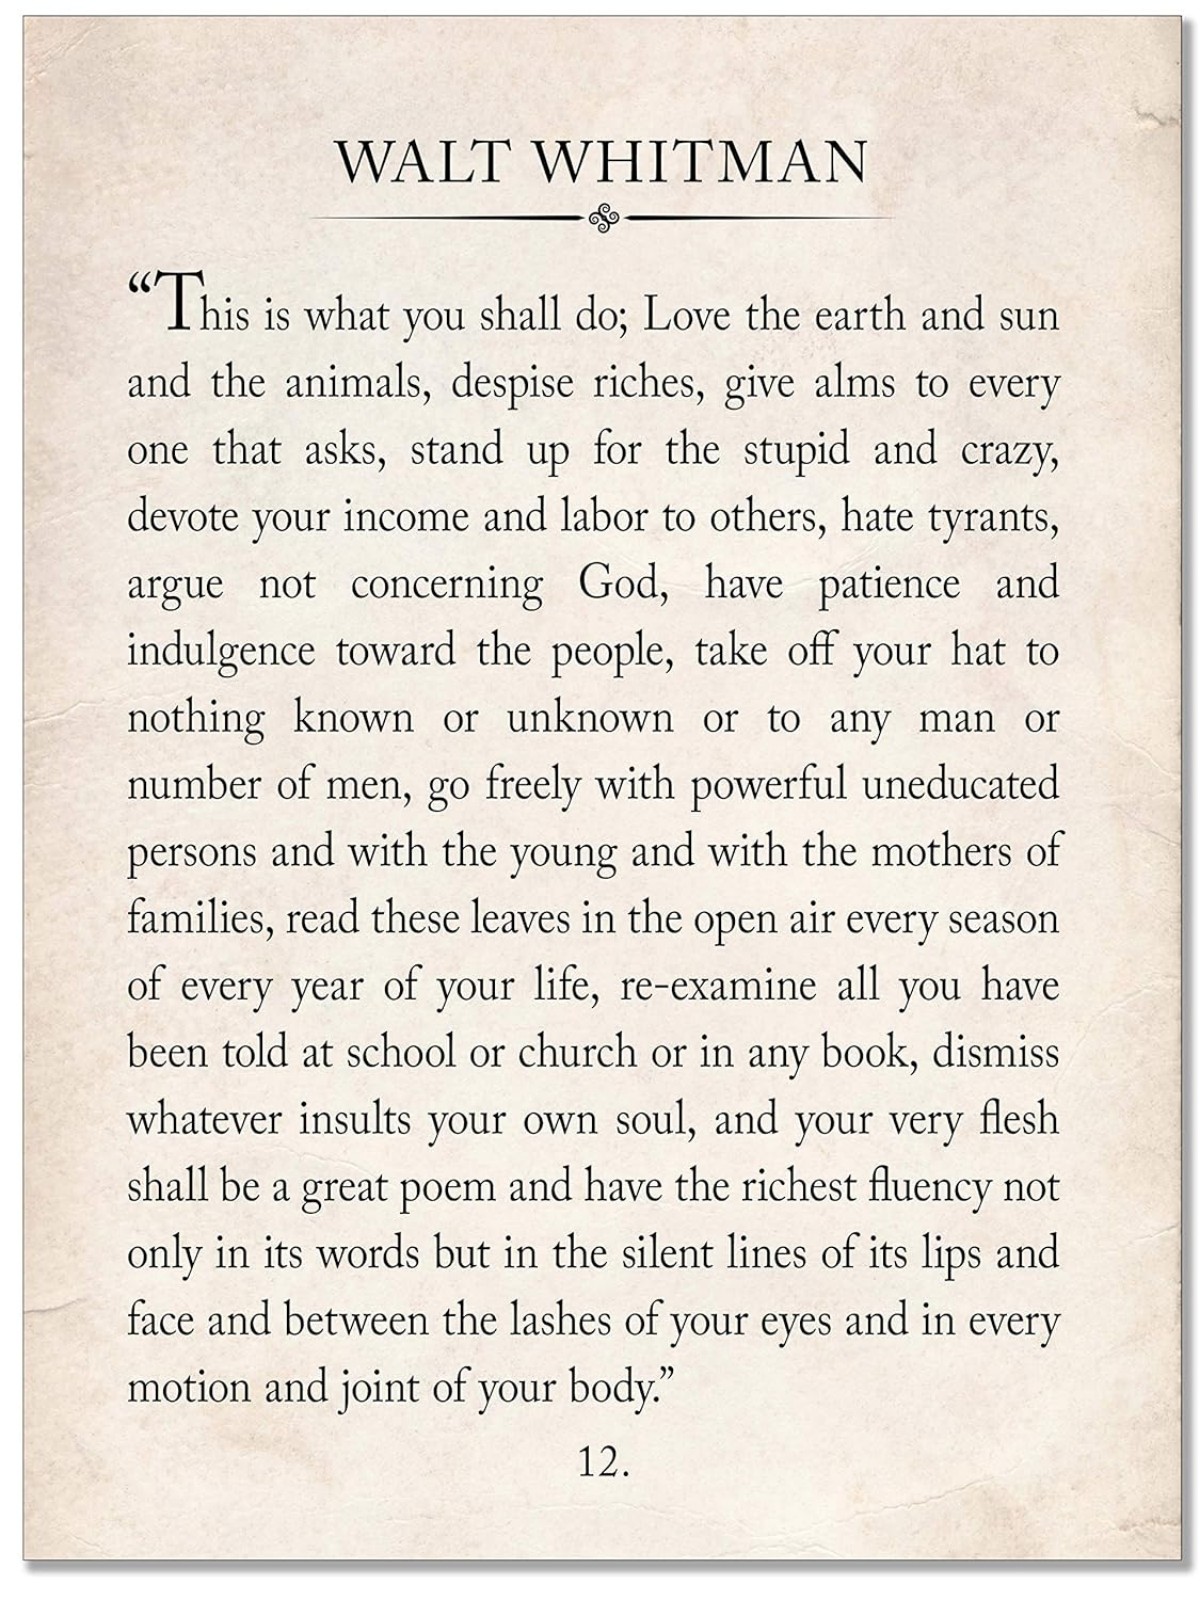 WALT WHITMAN
“This is what you shall do; Love the earth and sun
and the animals, despise riches, give alms to every
one that asks, stand up for the stupid and crazy,
devote your income and labor to others, hate tyrants,
argue not concerning God, have patience and
indulgence toward the people, take off your hat to
nothing known or unknown or to any man or
number of men, go freely with powerful uneducated
persons and with the young and with the mothers of
families, read these leaves in the open air every season
of every year of your life, re-examine all you have
been told at school or church or in any book, dismiss
whatever insults your own soul, and your very flesh
shall be a great poem and have the richest fluency not
only in its words but in the silent lines of its lips and
face and between the lashes of your eyes and in every
motion and joint of your body.”
12.